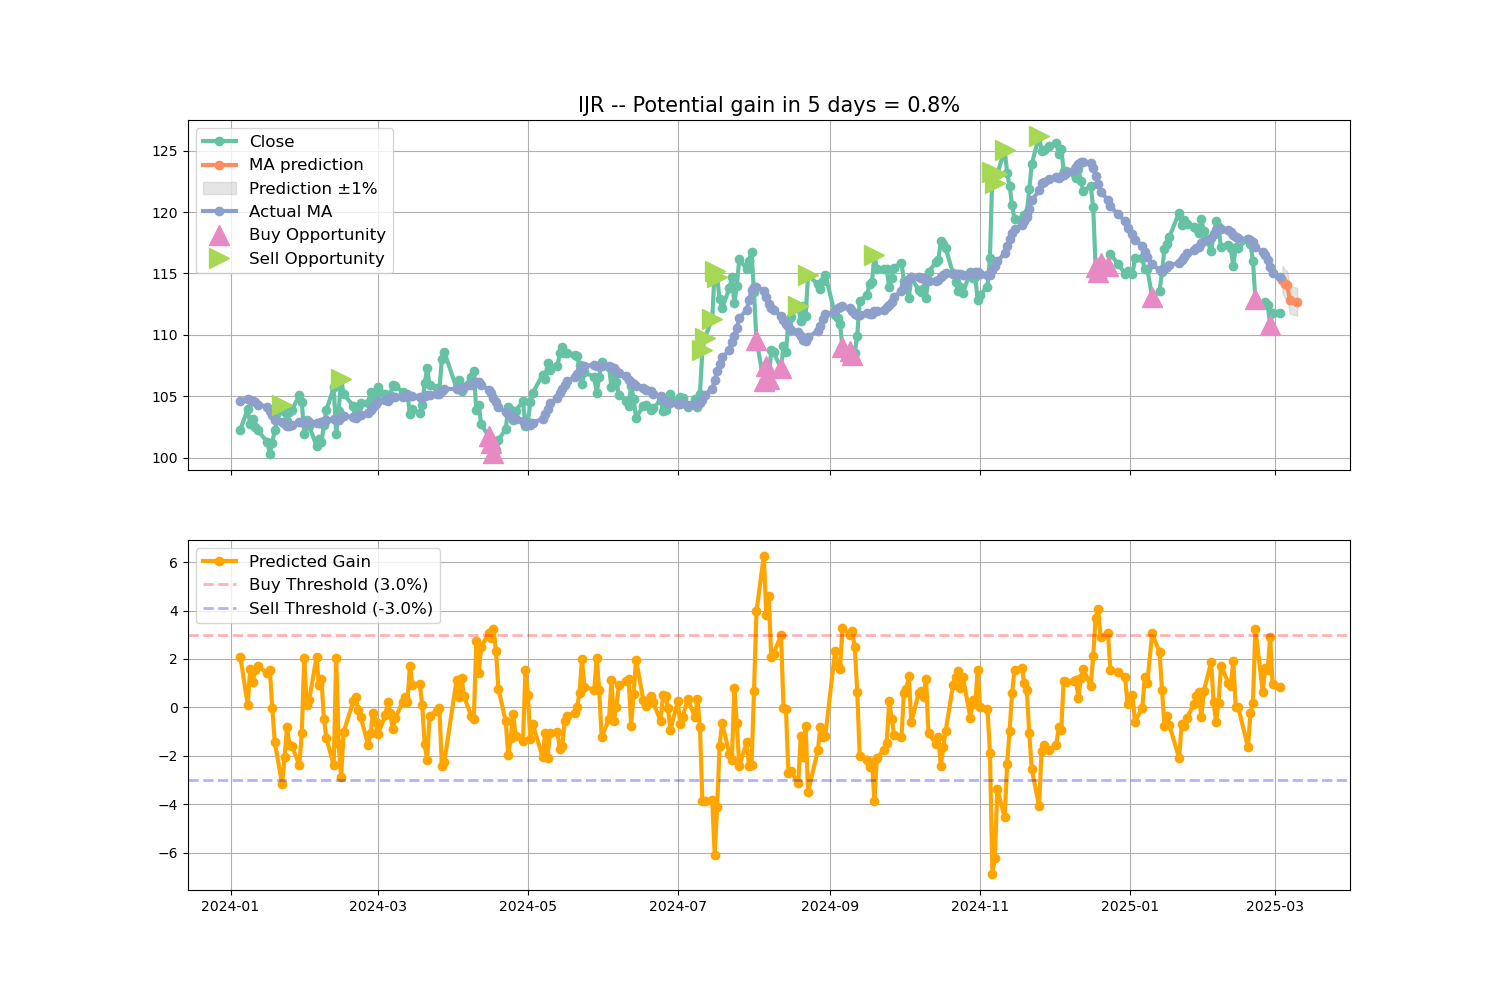 IJR -- Potential gain in 5 days = 0.8%
Close
MA prediction
Prediction ±1%
Actual MA
Buy Opportunity
Sell Opportunity
125
120
115
110
105
100
Predicted Gain
Buy Threshold (3.0%)
Sell Threshold (-3.0%)
6
4
2
0
−2
−4
−6
2024-01 2024-03 2024-05 2024-07 2024-09 2024-11 2025-01 2025-03